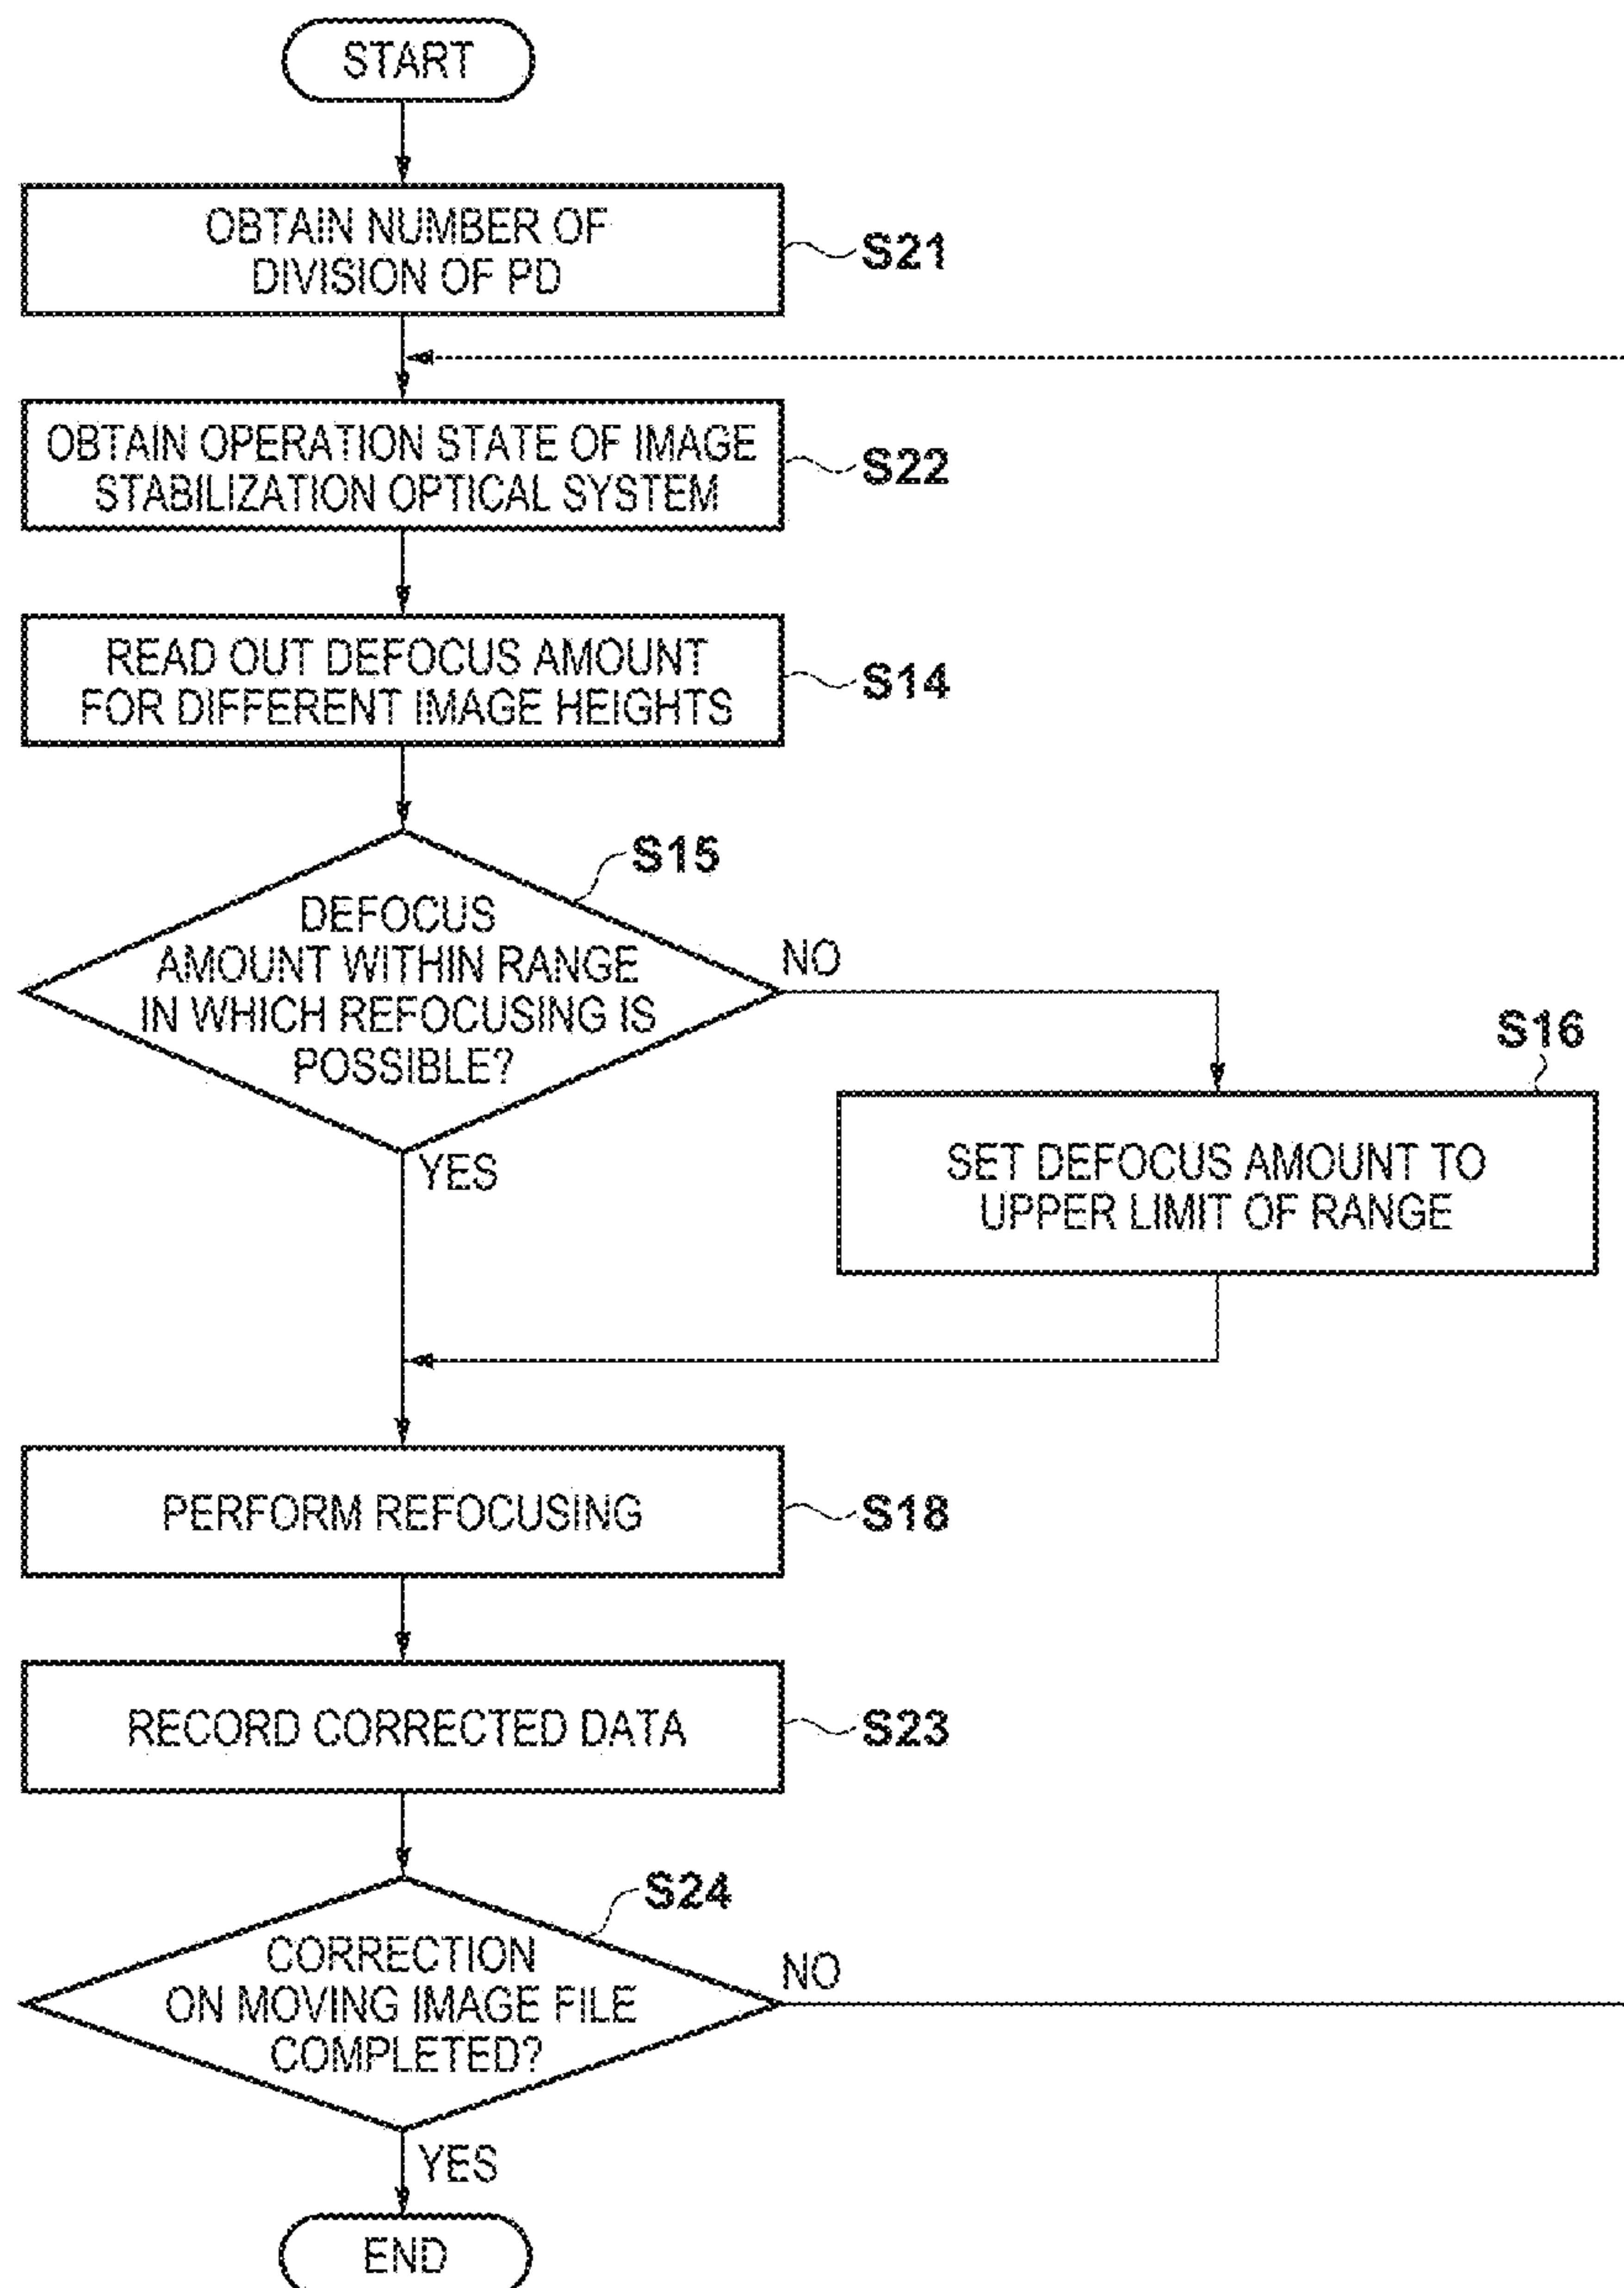 START
OBTAIN NUMBER OF
DIVISION OF PD
S21
OBTAIN OPERATION STATE OF IMAGE
STABILIZATION OPTICAL SYSTEM
S22
READ OUT DEFOCUS AMOUNT
FOR DIFFERENT IMAGE HEIGHTS
S14
S15
DEFOCUS
AMOUNT WITHIN RANGE
IN WHICH REFOCUSING IS
POSSIBLE?
NO
YES
S16
SET DEFOCUS AMOUNT TO
UPPER LIMIT OF RANGE
PERFORM REFOCUSING
S18
RECORD CORRECTED DATA
S23
S24
CORRECTION
ON MOVING IMAGE FILE
COMPLETED?
NO
YES
END